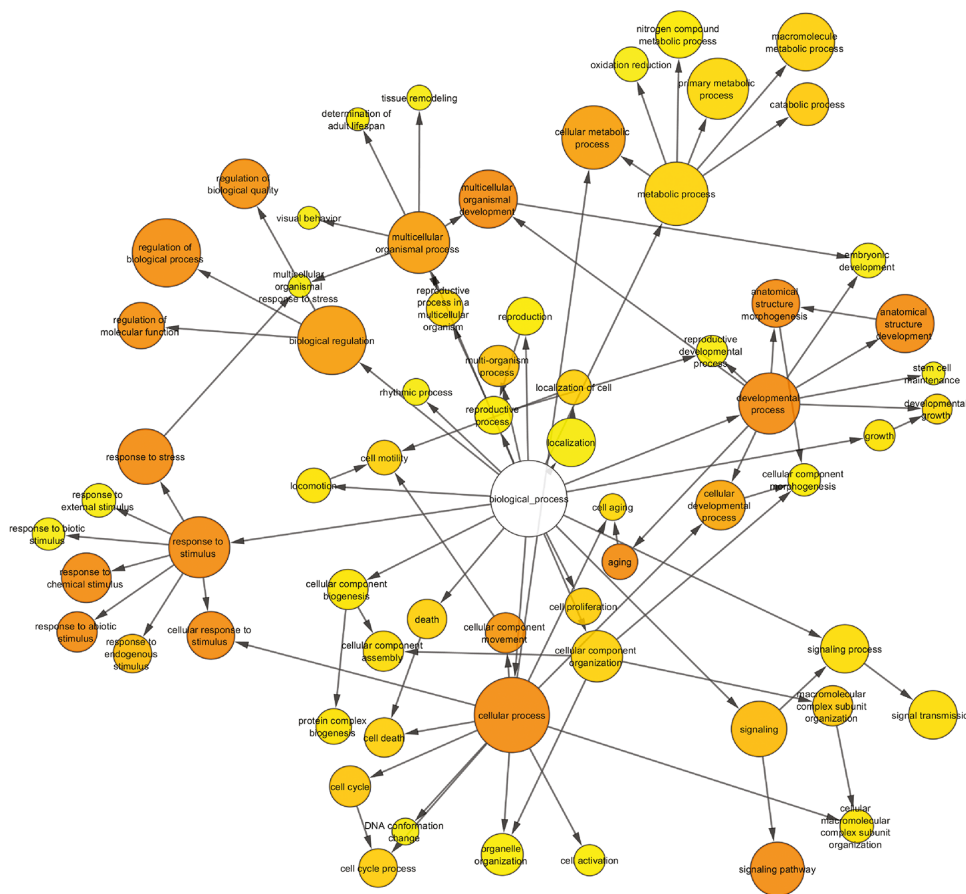 nitrogen compound
metabolic process
macromolecule
metabolic process
oxidation reduction
primary metabolic
process
catabolic process
tissue remodeling
determination of
adult lifespan
cellular metabolic
process
metabolic process
regulation of
biological quality
multicellular
organismal
development
visual behavior
multicellular
organismal process
regulation of
biological process
embryonic
development
multicellular
organismal
response to stress
reproductive
process in a
multicellular
organism
reproduction
anatomical
structure
morphogenesis
anatomical
structure
development
regulation of
molecular function
biological regulation
reproductive
developmental
process
multi-organism
process
stem cell
maintenance
rhythmic process
localization of cell
developmental
process
developmental
growth
reproductive
process
growth
localization
response to stress
cell motility
locomotion
cellular component
morphogenesis
biological_process
response to
external stimulus
cell aging
cellular
developmental
process
response to biotic
stimulus
response to
stimulus
aging
response to
chemical stimulus
cellular component
biogenesis
cell proliferation
death
response to abiotic
stimulus
cellular response to
stimulus
response to
endogenous
stimulus
cellular component
movement
cellular component
assembly
cellular component
organization
signaling process
macromolecular
complex subunit
organization
cellular process
signal transmissio
protein complex
biogenesis
cell death
signaling
cell cycle
DNA conformation
change
cellular
macromolecular
complex subunit
organization
organelle
organization
cell activation
cell cycle process
signaling pathway